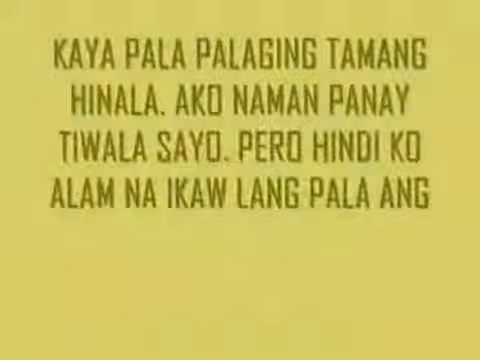 KAYA PALA PALAGING TAMANG
HINALA. AKO NAMAN PANAY
TIWALA SAYO. PERO HINDI KO
ALAM NA IKAW LANG PALA ANG